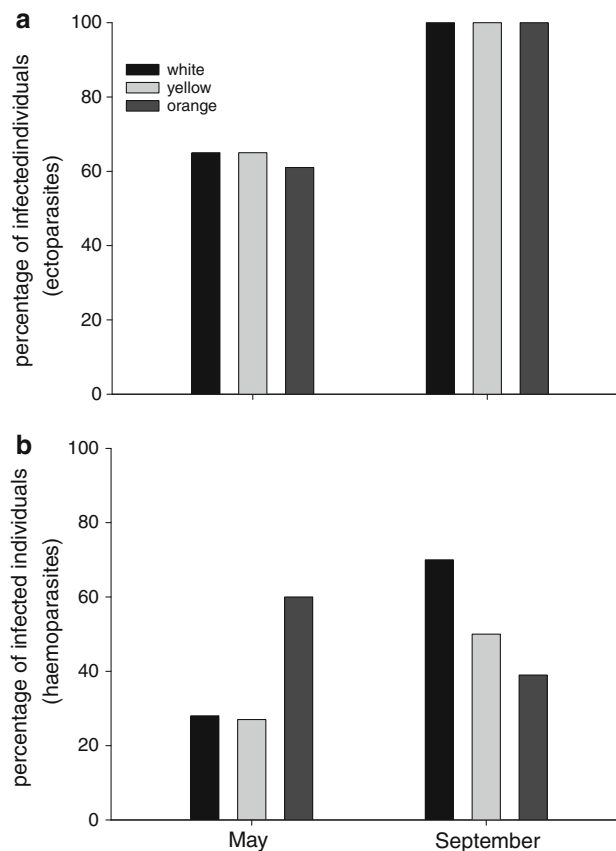 a
percentage of infectedindividuals
(ectoparasites)
100
80
60
40
20
0
white
yellow
orange
b
percentage of infected individuals
(haemoparasites)
100
80
60
40
20
0
May
September